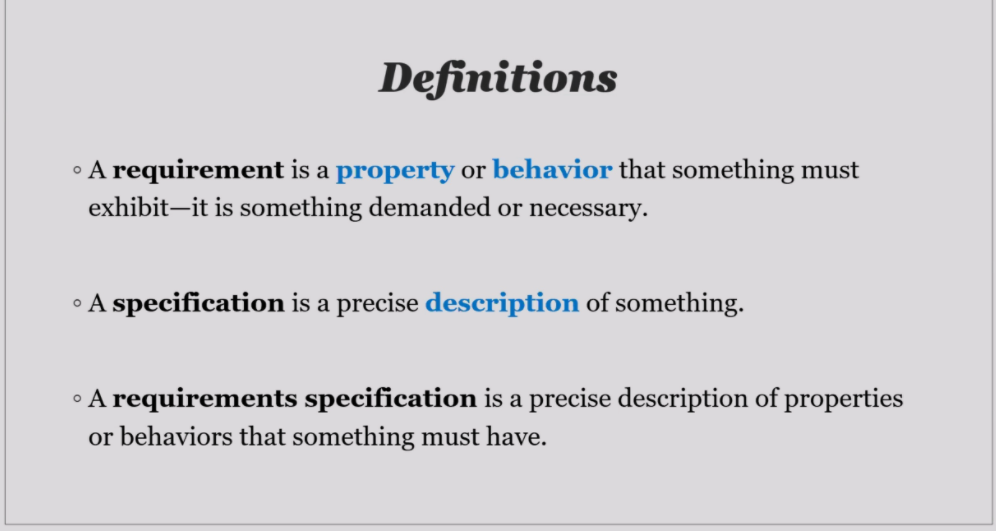 Definitions
◦ A requirement is a property or behavior that something must
exhibit—it is something demanded or necessary.
◦ A specification is a precise description of something.
◦ A requirements specification is a precise description of properties
or behaviors that something must have.